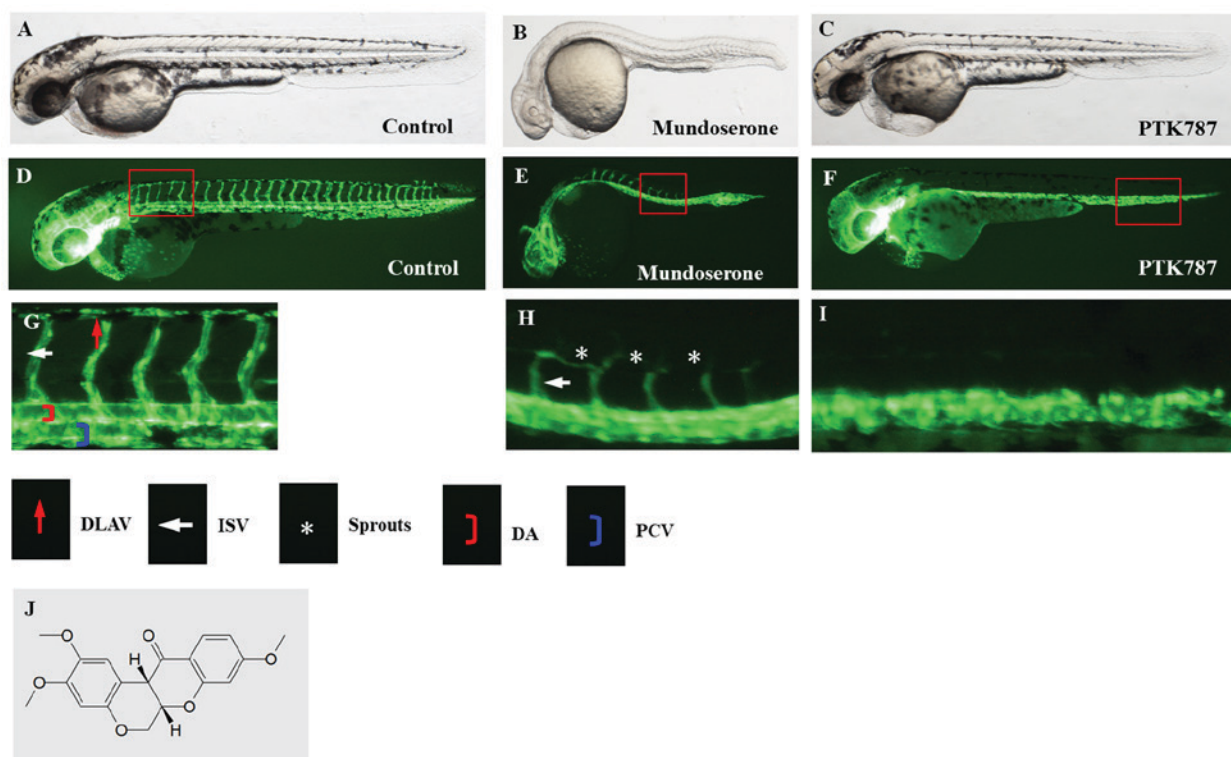 A
Control
B
Mundoserone
C
PTK787
D
Control
E
Mundoserone
F
PTK787
G
H
* * *
I
DLAV
ISV
*
Sprouts
DA
PCV
J
O
O
H
O
O
O
O
H